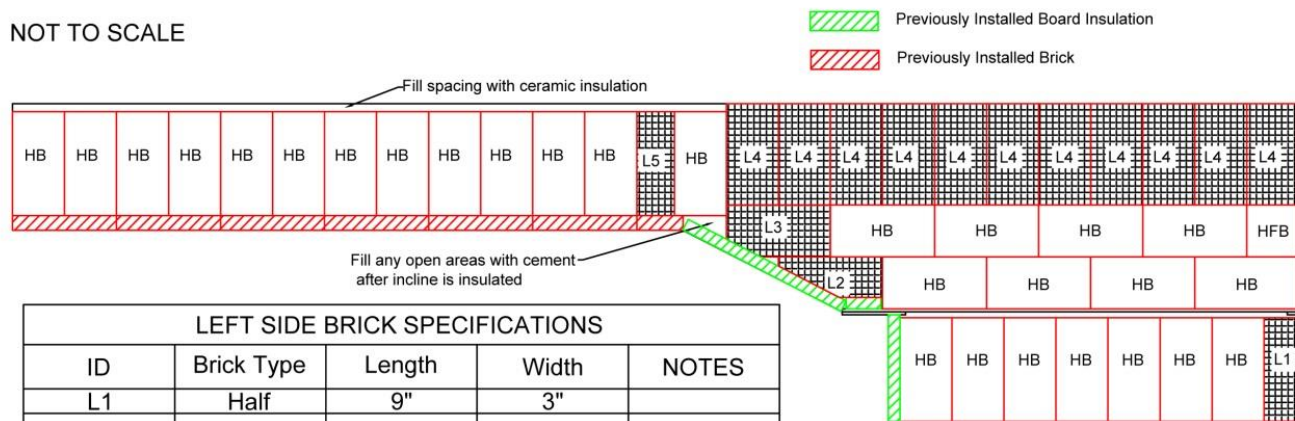 NOT TO SCALE
Previously Installed Board Insulation
Previously Installed Brick
Fill spacing with ceramic insulation
HB HB HB HB HB HB HB HB HB HB HB HB L5 HB L4 L4 L4 L4 L4 L4 L4 L4 L4 L4 L4
L3 HB HB HB HB HFB
Fill any open areas with cement
after incline is insulated
L2 HB HB HB HB
HB HB HB HB HB HB HB L1
LEFT SIDE BRICK SPECIFICATIONS
ID Brick Type Length Width NOTES
L1 Half 9" 3"